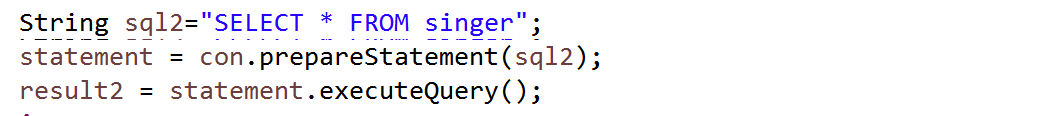 String sql2="SELECT * FROM singer";
statement = con.prepareStatement(sql2);
result2 = statement.executeQuery();